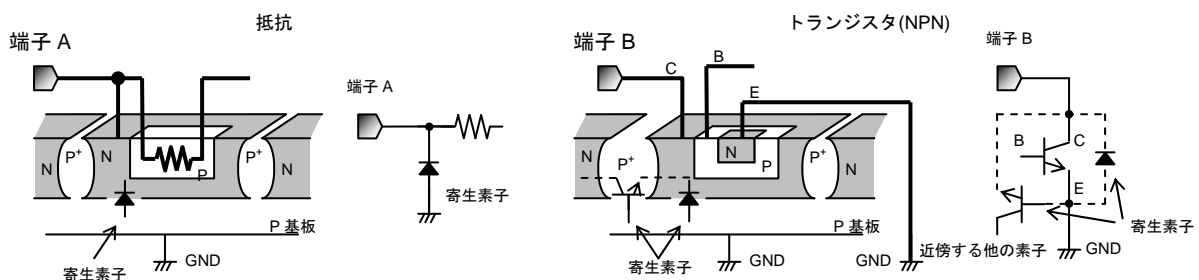 抵抗
端子 A
N
P+
N
P
P+
N
P 基板
寄生素子
GND
端子 A
寄生素子
トランジスタ(NPN)
端子 B
C
B
E
N
P+
N
P
P+
N
P 基板
寄生素子
GND
GND
端子 B
B
C
E
近傍する他の素子
GND
寄生素子